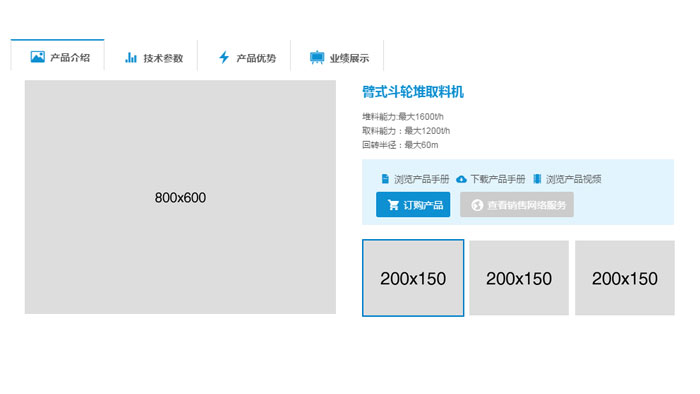 产品介绍 技术参数 产品优势 业绩展示
800x600
臂式斗轮堆取料机
堆料能力:最大1600t/h
取料能力：最大1200t/h
回转半径：最大60m
浏览产品手册 下载产品手册 浏览产品视频
订购产品 查看销售网络服务
200x150 200x150 200x150